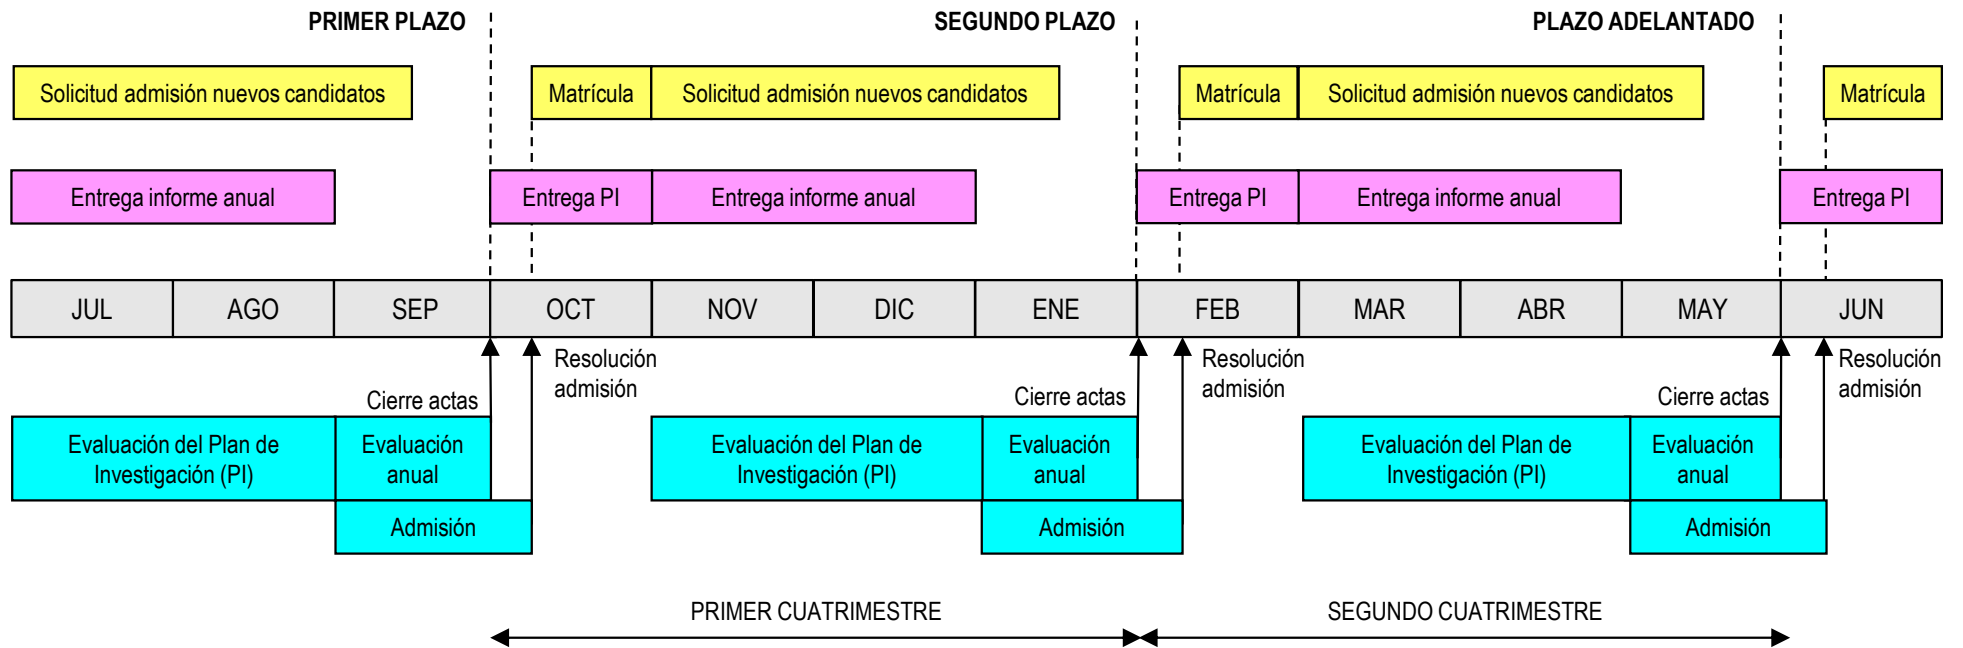 PRIMER PLAZO
SEGUNDO PLAZO
PLAZO ADELANTADO
Solicitud admisión nuevos candidatos
Matrícula
Solicitud admisión nuevos candidatos
Matrícula
Solicitud admisión nuevos candidatos
Matrícula
Entrega informe anual
Entrega PI
Entrega informe anual
Entrega PI
Entrega informe anual
Entrega PI
JUL
AGO
SEP
OCT
NOV
DIC
ENE
FEB
MAR
ABR
MAY
JUN
Resolución
admisión
Resolución
admisión
Resolución
admisión
Cierre actas
Cierre actas
Cierre actas
Evaluación del Plan de
Investigación (PI)
Evaluación
anual
Evaluación del Plan de
Investigación (PI)
Evaluación
anual
Evaluación del Plan de
Investigación (PI)
Evaluación
anual
Admisión
Admisión
Admisión
PRIMER CUATRIMESTRE
SEGUNDO CUATRIMESTRE